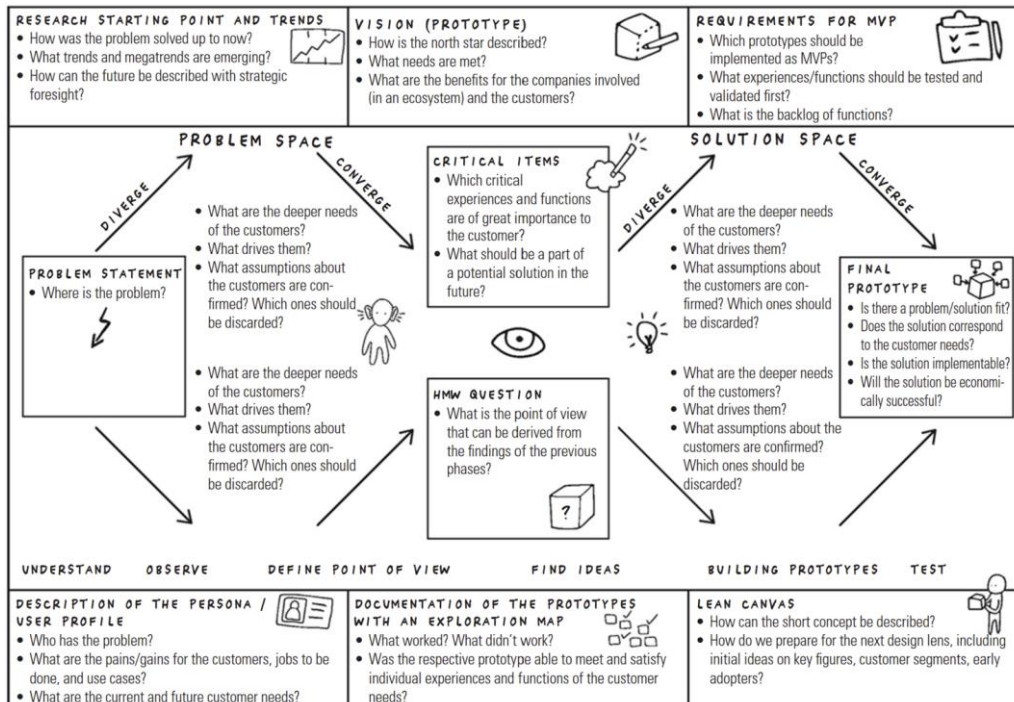 RESEARCH STARTING POINT AND TRENDS
• How was the problem solved up to now?
• What trends and megatrends are emerging?
• How can the future be described with strategic
foresight?
VISION (PROTOTYPE)
• How is the north star described?
• What needs are met?
• What are the benefits for the companies involved
(in an ecosystem) and the customers?
REQUIREMENTS FOR MVP
• Which prototypes should be
implemented as MVPs?
• What experiences/functions should be tested and
validated first?
• What is the backlog of functions?
PROBLEM SPACE
DIVERGE
CONVERGE
PROBLEM STATEMENT
• Where is the problem?
• What are the deeper needs
of the customers?
• What drives them?
• What assumptions about
the customers are con-
firmed? Which ones should
be discarded?
• What are the deeper needs
of the customers?
• What drives them?
• What assumptions about
the customers are con-
firmed? Which ones should
be discarded?
CRITICAL ITEMS
• Which critical
experiences and functions
are of great importance to
the customer?
• What should be a part of
a potential solution in the
future?
HMW QUESTION
• What is the point of view
that can be derived from
the findings of the previous
phases?
?
SOLUTION SPACE
DIVERGE
CONVERGE
• What are the deeper needs
of the customers?
• What drives them?
• What assumptions about
the customers are con-
firmed? Which ones should
be discarded?
• What are the deeper needs
of the customers?
• What drives them?
• What assumptions about the
customers are confirmed?
Which ones should be
discarded?
FINAL
PROTOTYPE
• Is there a problem/solution fit?
• Does the solution correspond
to the customer needs?
• Is the solution implementable?
• Will the solution be economi-
cally successful?
UNDERSTAND OBSERVE DEFINE POINT OF VIEW FIND IDEAS BUILDING PROTOTYPES TEST
DESCRIPTION OF THE PERSONA /
USER PROFILE
• Who has the problem?
• What are the pains/gains for the customers, jobs to be
done, and use cases?
• What are the current and future customer needs?
DOCUMENTATION OF THE PROTOTYPES
WITH AN EXPLORATION MAP
• What worked? What didn't work?
• Was the respective prototype able to meet and satisfy
individual experiences and functions of the customer
needs?
LEAN CANVAS
• How can the short concept be described?
• How do we prepare for the next design lens, including
initial ideas on key figures, customer segments, early
adopters?